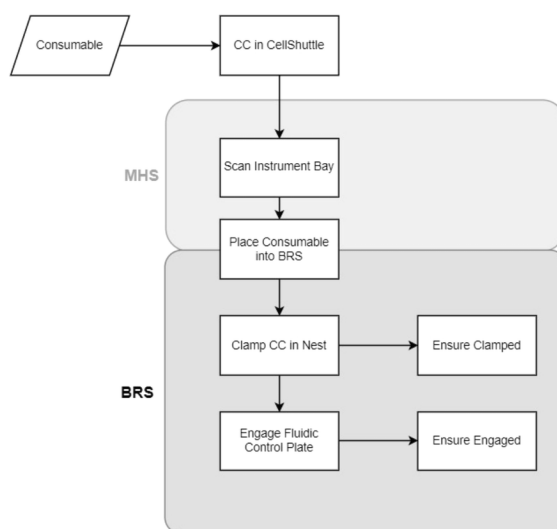 Consumable
CC in CellShuttle
MHS
Scan Instrument Bay
Place Consumable
into BRS
BRS
Clamp CC in Nest
Ensure Clamped
Engage Fluidic
Control Plate
Ensure Engaged